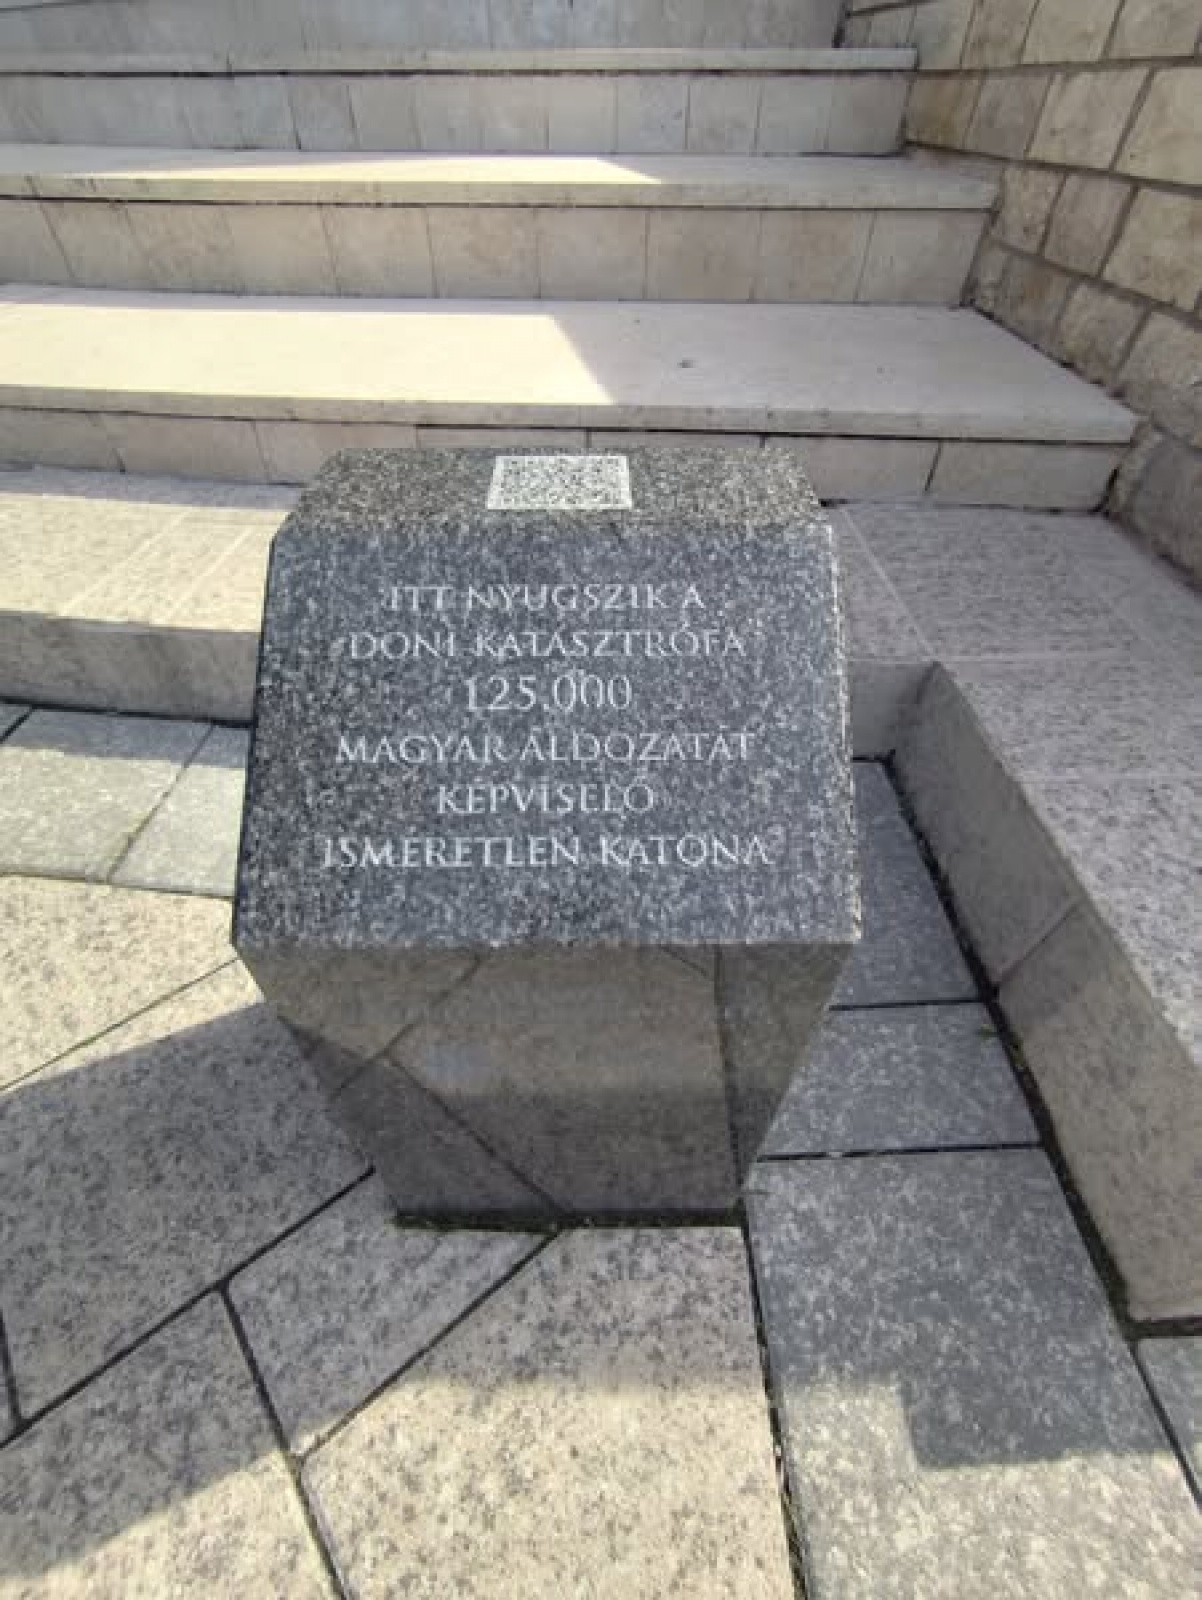 ITT NYUGSZIK A
DONI KATASZTRÓFA
125.000
MAGYAR ÁLDOZATÁT
KÉPVISELŐ
ISMERETLEN KATONA